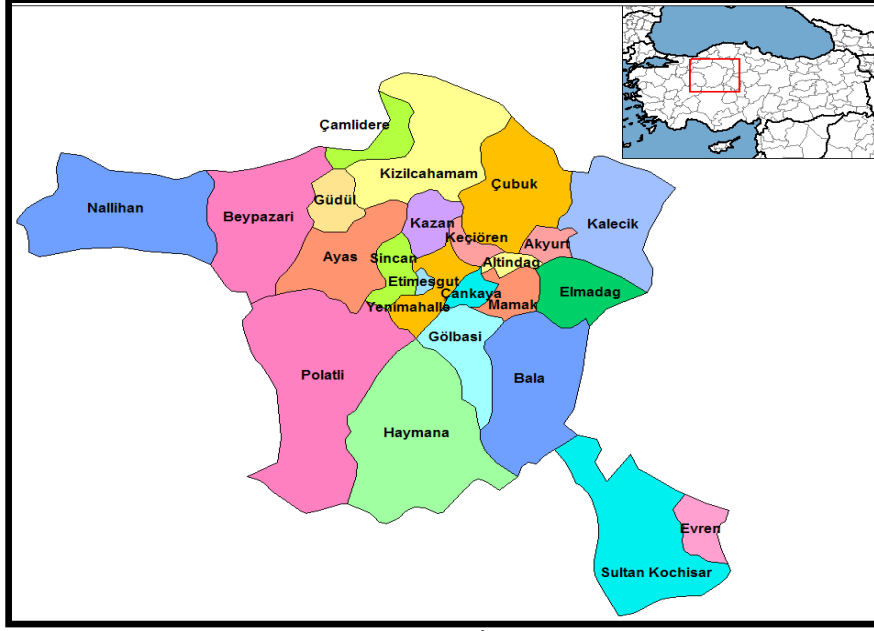 Çamlidere
Kizilcahamam
Çubuk
Nallihan
Beypazari
Güdül
Kazan
Keçiören
Akyurt
Kalecik
Ayas
Sincan
Altindag
Etimesgut
Çankaya
Elmadag
Yenimahalle
Mamak
Gölbasi
Polatli
Bala
Haymana
Evren
Sultan Kochisar